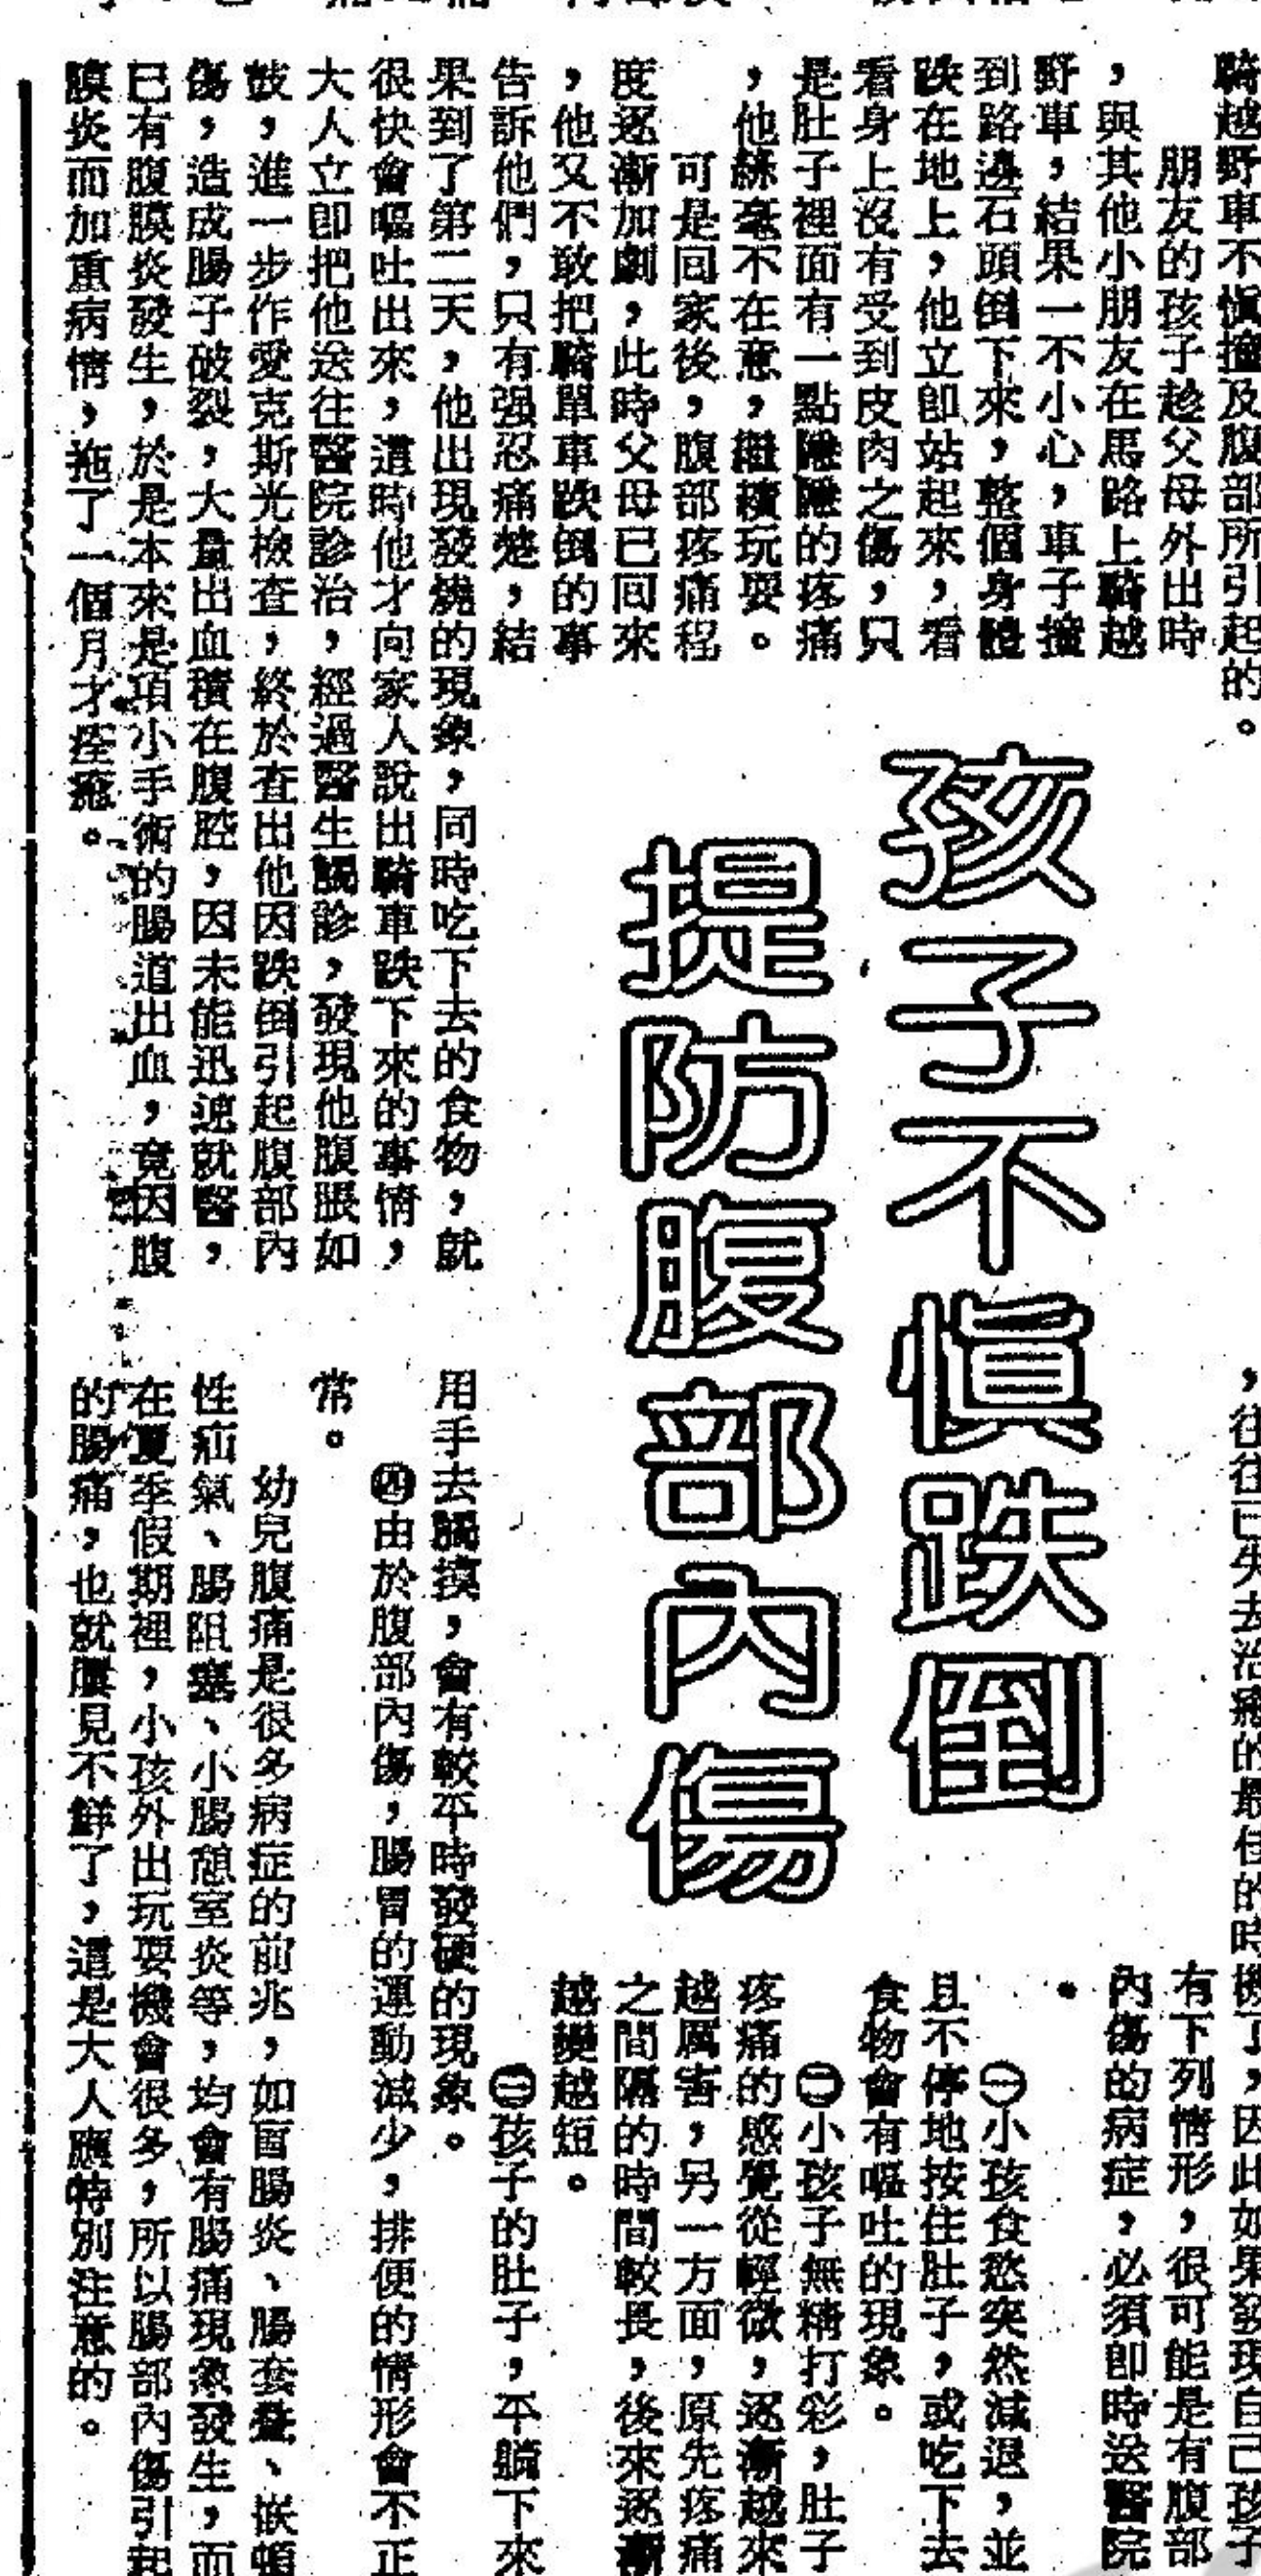 孩子不慎跌倒
提防腹部內傷
騎越野車不慎撞及腹部所引起的。
朋友的孩子趁父母外出時
，與其他小朋友在馬路上騎越
野車，結果一不小心，車子撞
到路邊石頭倒下來，整個身體
跌在地上，他立卽站起來，看
看身上沒有受到皮肉之傷，只
是肚子裡面有一點隱隱的疼痛
，他絲毫不在意，繼續玩耍。
可是回家後，腹部疼痛程
度逐漸加劇，此時父母已回來
，他又不敢把騎單車跌倒的事
告訴他們，只有强忍痛楚，結
果到了第二天，他出現發燒的現象，同時吃下去的食物，就
很快會嘔吐出來，這時他才向家人說出騎車跌下來的事情，
大人立卽把他送往醫院診治，經過醫生觸診，發現他腹脹如
鼓，進一步作愛克斯光檢查，終於查出他因跌倒引起腹部內
傷，造成腸子破裂，大量出血積在腹腔，因未能迅速就醫，
已有腹膜炎發生，於是本來是項小手術的腸道出血，竟因腹
膜炎而加重病情，拖了一個月才痊癒。
，往往已失去治療的最佳的時機了，因此如果發現自己孩子
有下列情形，很可能是有腹部
內傷的病症，必須卽時送醫院
。
㊀小孩食慾突然減退，並
且不停地按住肚子，或吃下去
食物會有嘔吐的現象。
㊁小孩子無精打彩，肚子
疼痛的感覺從輕微，逐漸越來
越厲害，另一方面，原先疼痛
之間隔的時間較長，後來逐漸
越變越短。
㊂孩子的肚子，平躺下來
用手去觸摸，會有較平時發硬的現象。
㊃由於腹部內傷，腸胃的運動減少，排便的情形會不正
常。
幼兒腹痛是很多病症的前兆，如盲腸炎、腸套疊、嵌頓
性疝氣、腸阻塞、小腸憩室炎等，均會有腸痛現象發生，而
在夏季假期裡，小孩外出玩耍機會很多，所以腸部內傷引起
的腸痛，也就屢見不鮮了，這是大人應特別注意的。